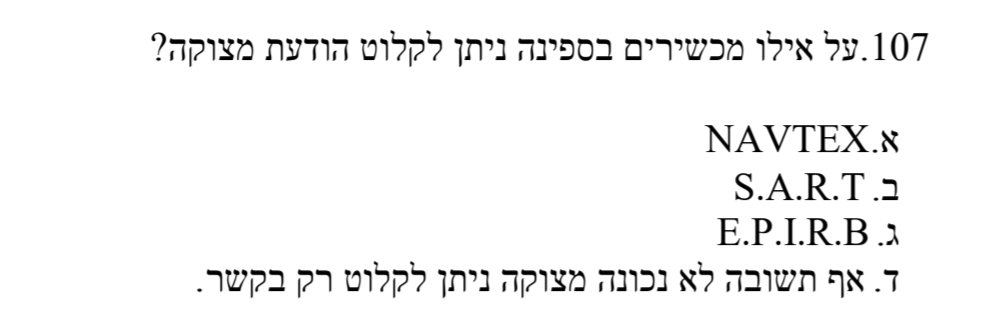 107.על אילו מכשירים בספינה ניתן לקלוט הודעת מצוקה?
א.NAVTEX
ב. S.A.R.T
ג. E.P.I.R.B
ד. אף תשובה לא נכונה מצוקה ניתן לקלוט רק בקשר.